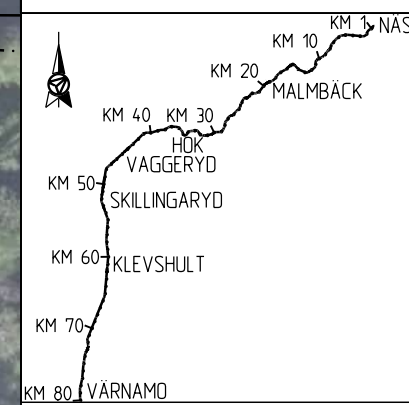 KM 1
NÄS
KM 10
KM 20
MALMBÄCK
KM 40
KM 30
HOK
VAGGERYD
KM 50
SKILLINGARYD
KM 60
KLEVSHULT
KM 70
KM 80
VÄRNAMO